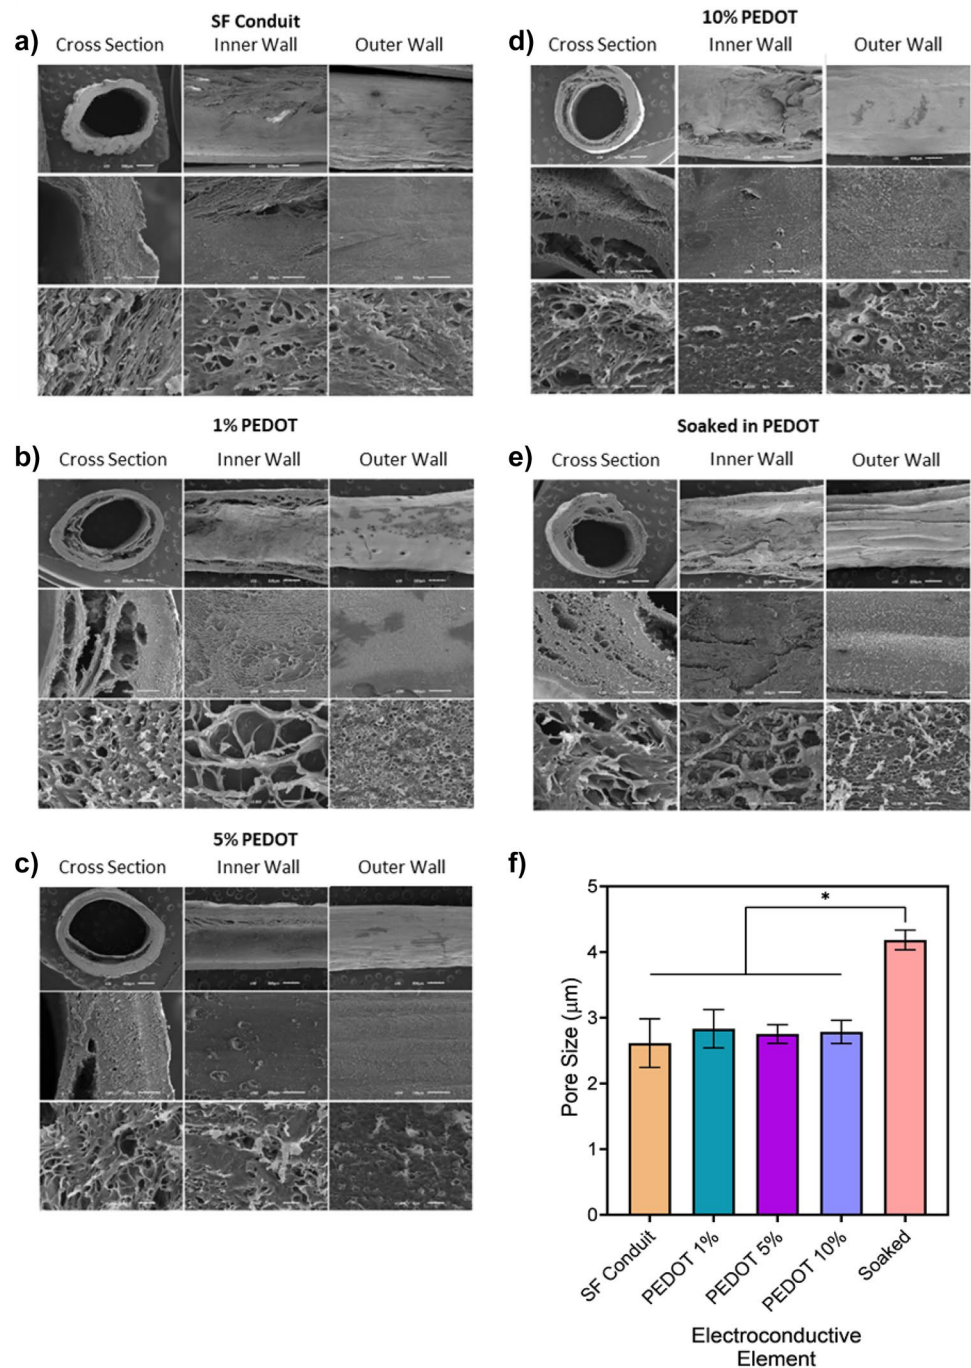 SF Conduit
a)
Cross Section Inner Wall Outer Wall
10% PEDOT
d)
Cross Section Inner Wall Outer Wall
1% PEDOT
b)
Cross Section Inner Wall Outer Wall
Soaked in PEDOT
e)
Cross Section Inner Wall Outer Wall
5% PEDOT
c)
Cross Section Inner Wall Outer Wall
f)
Pore Size (μm)
5
4
3
2
1
0
*
SF Conduit
PEDOT 1%
PEDOT 5%
PEDOT 10%
Soaked
Electroconductive
Element